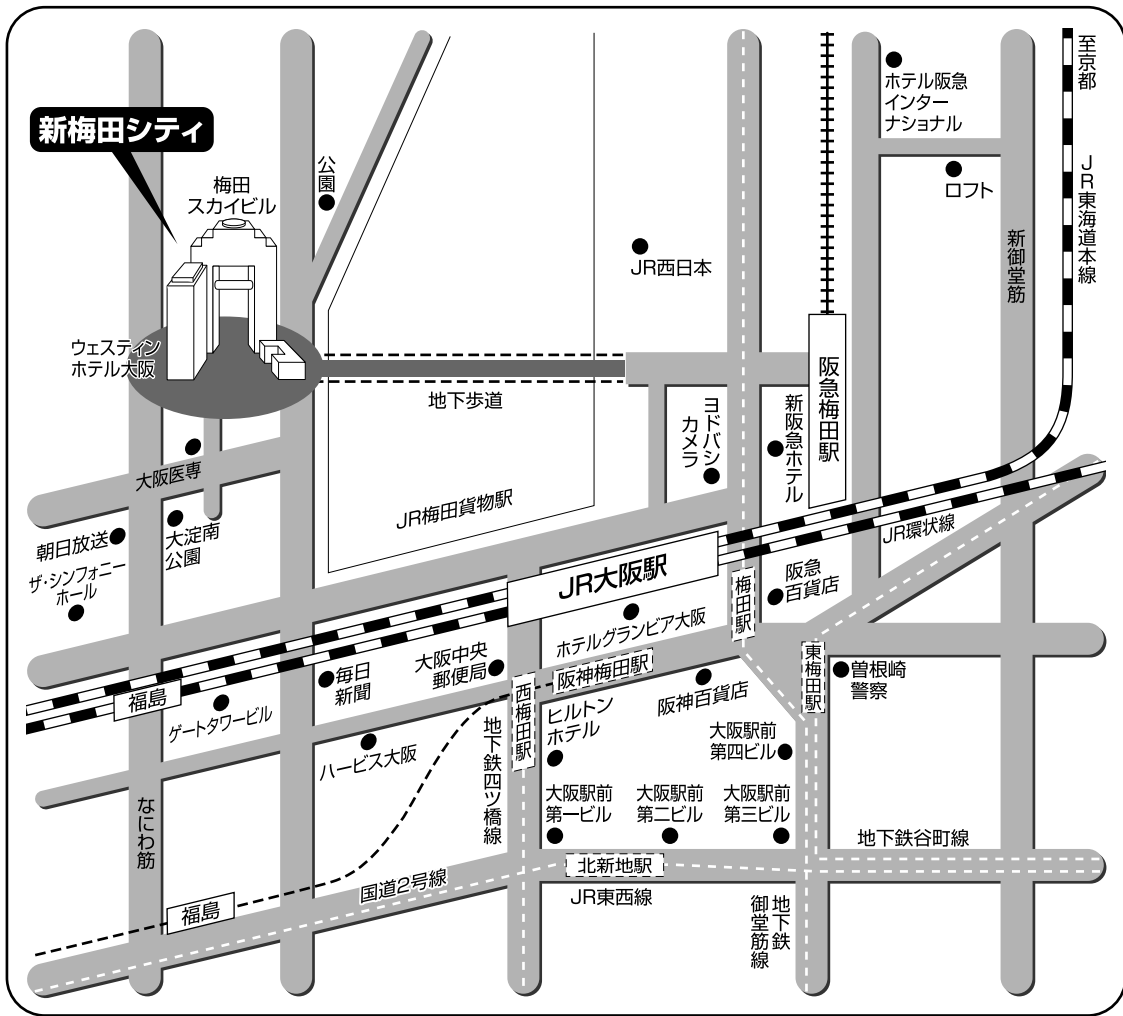 新梅田シティ
梅田
スカイビル
公園
ホテル阪急
インター
ナショナル
至京都
JR東海道本線
ロフト
新御堂筋
JR西日本
ウェスティン
ホテル大阪
地下歩道
阪急梅田駅
ヨドバシ
カメラ
新阪急ホテル
大阪医専
JR梅田貨物駅
朝日放送
大淀南
公園
ザ・シンフォニー
ホール
JR環状線
JR大阪駅
梅田駅
阪急
百貨店
ホテルグランビア大阪
大阪中央
郵便局
毎日
新聞
阪神梅田駅
東梅田駅
曽根崎
警察
福島
ゲートタワービル
西梅田駅
阪神百貨店
ヒルトン
ホテル
ハービス大阪
地下鉄四ツ橋線
大阪駅前
第四ビル
大阪駅前
第一ビル
大阪駅前
第二ビル
大阪駅前
第三ビル
なにわ筋
地下鉄谷町線
北新地駅
国道2号線
JR東西線
福島
地下鉄
御堂筋線